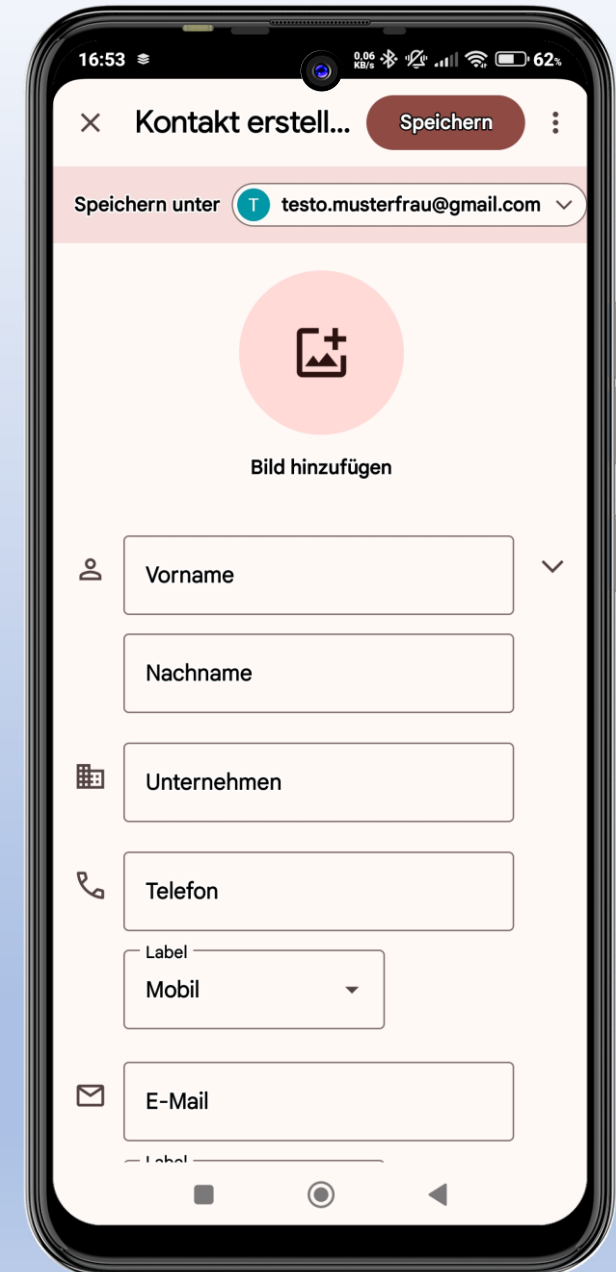 16:53
0.06 KB/s
62%
Kontakt erstell...
Speichern
Speichern unter
T
testo.musterfrau@gmail.com
Bild hinzufügen
Vorname
Nachname
Unternehmen
Telefon
Label
Mobil
E-Mail
Label